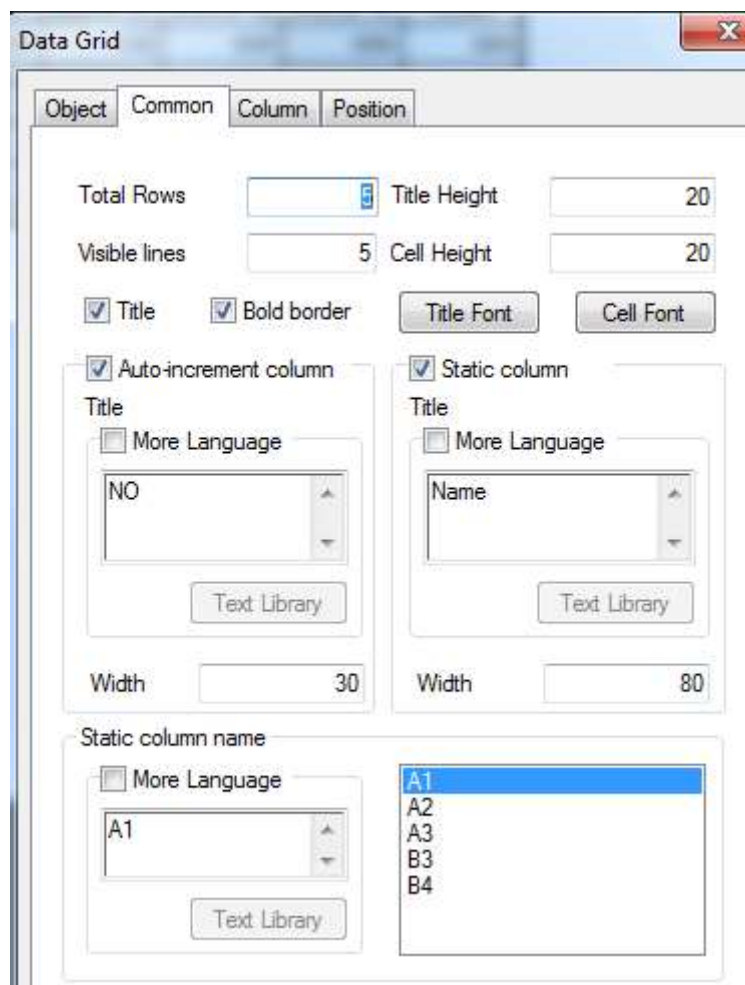 Data Grid
Object Common Column Position
Total Rows 5 Title Height 20
Visible lines 5 Cell Height 20
Title Bold border Title Font Cell Font
Auto-increment column Static column
Title Title
More Language More Language
NO Name
Text Library Text Library
Width 30 Width 80
Static column name
More Language A1
A1 A2
A3
B3
B4
Text Library